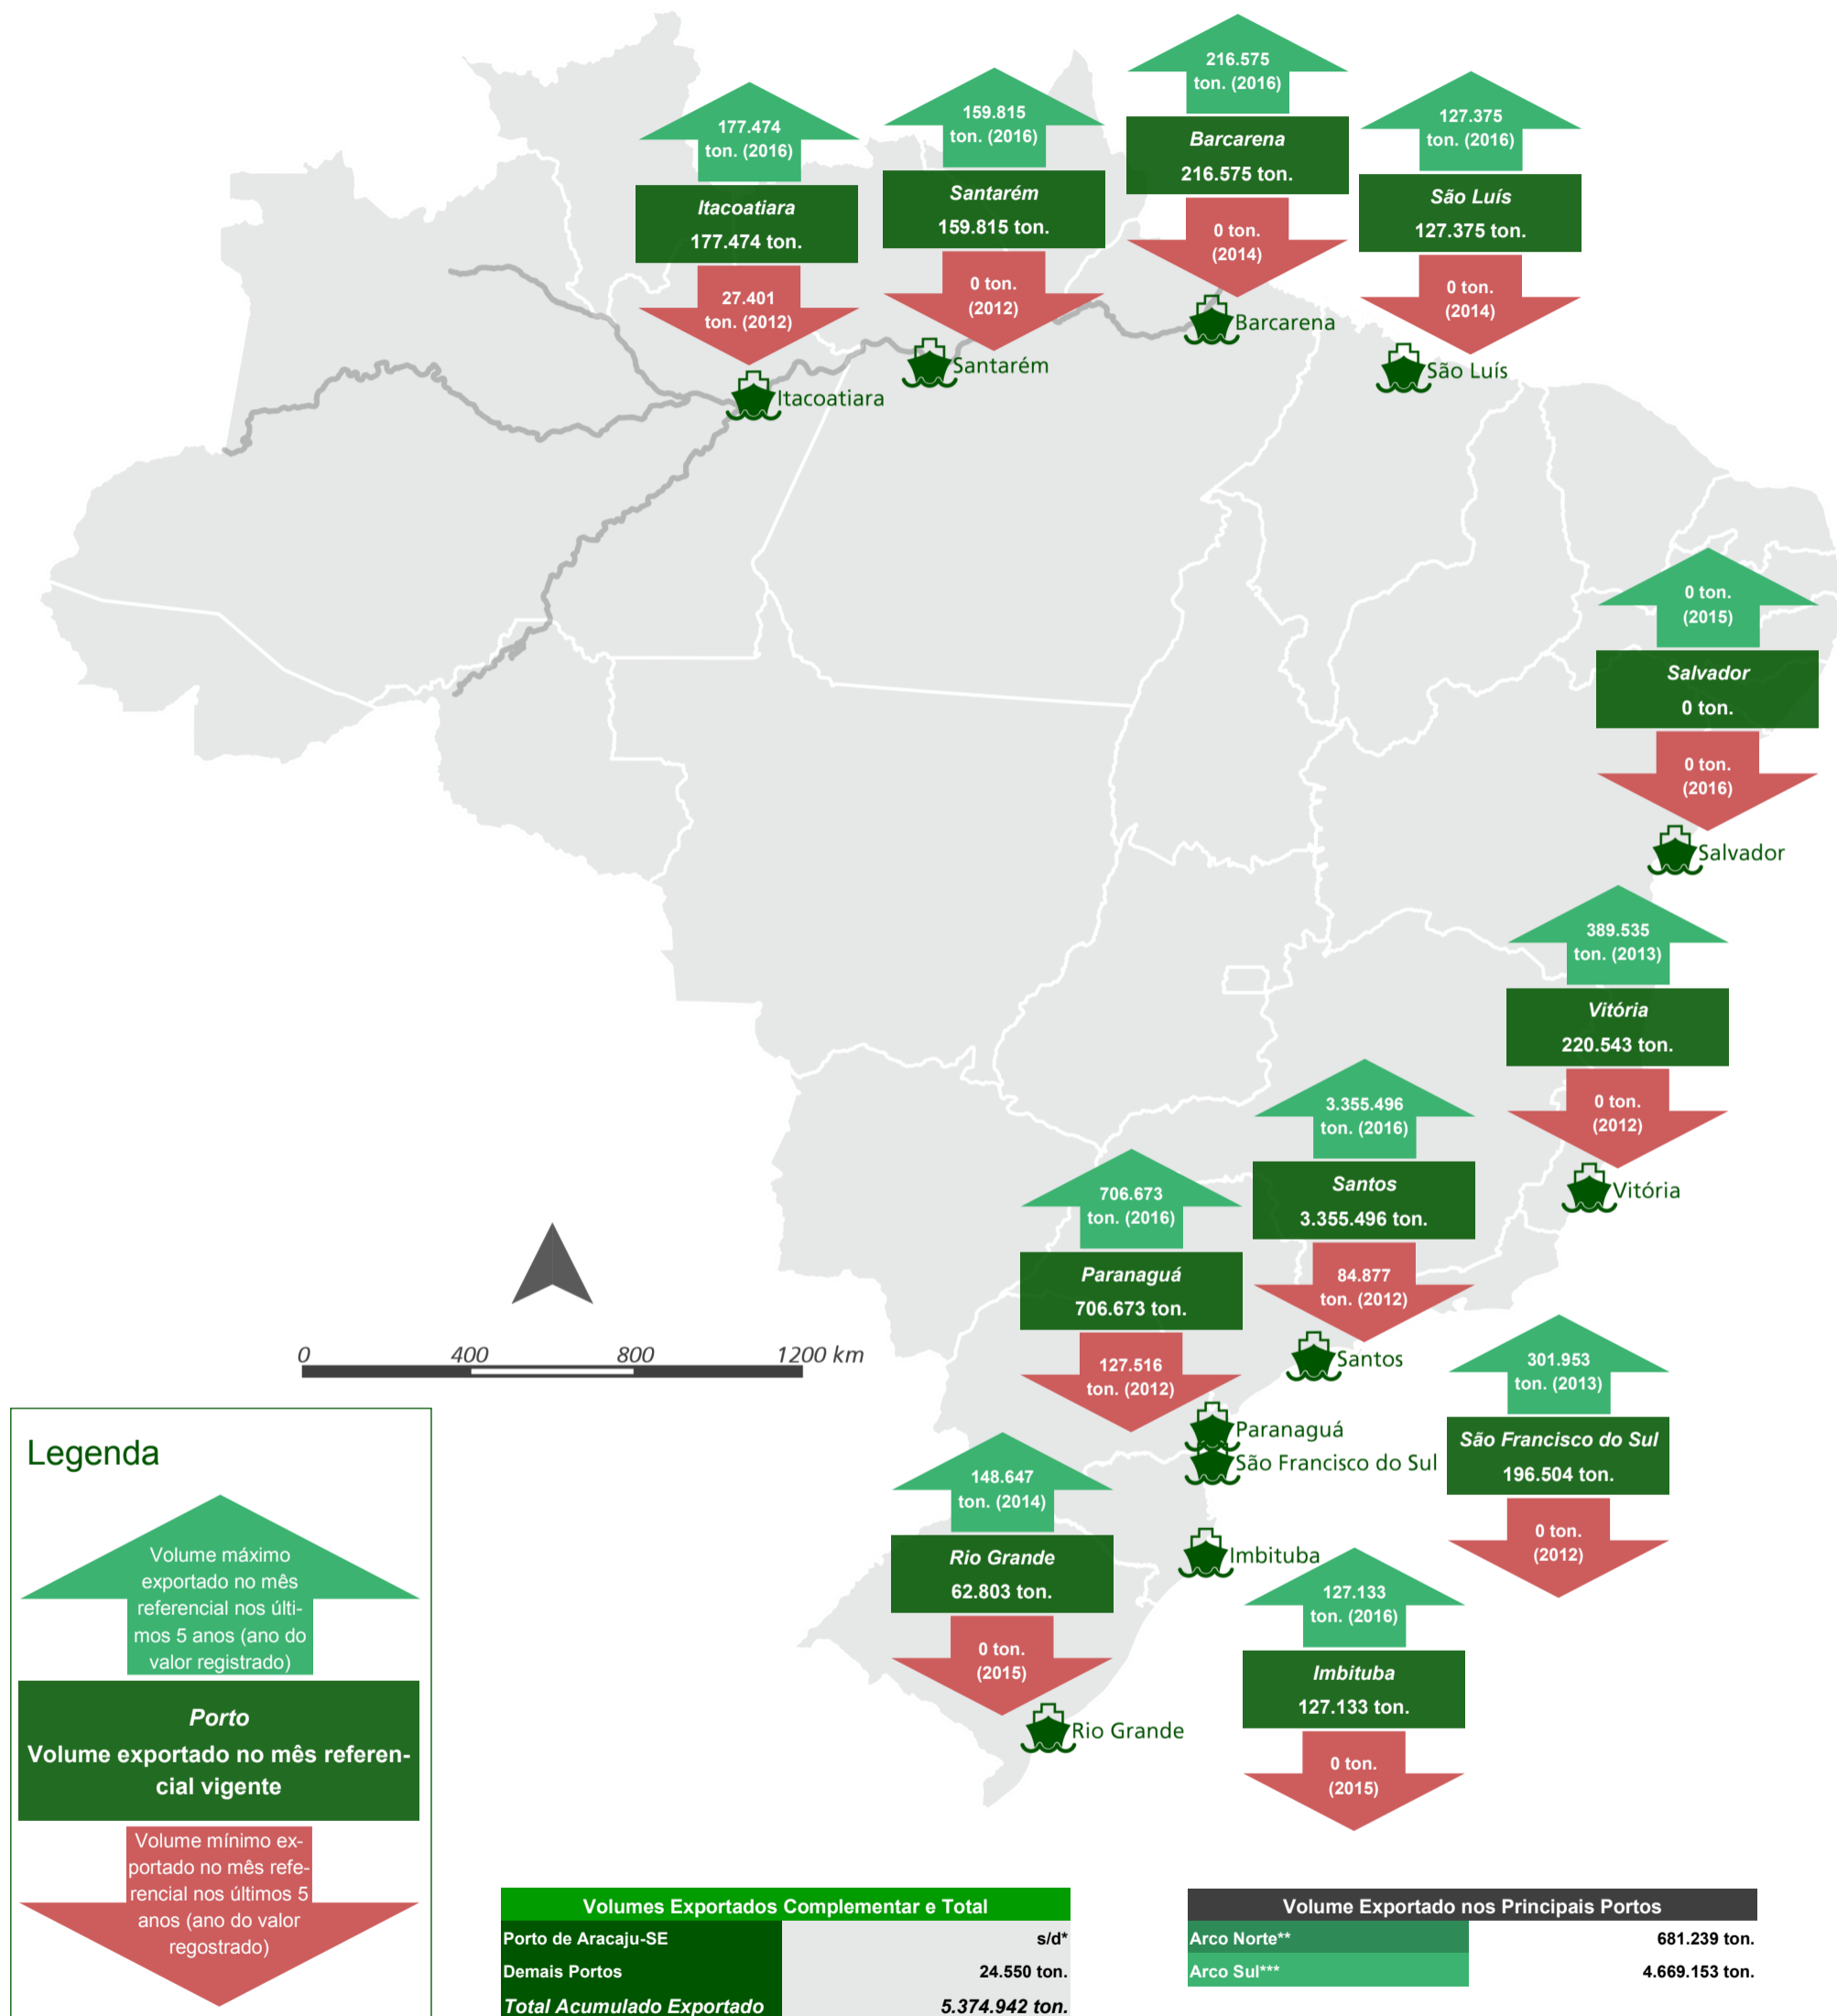 216.575
ton. (2016)
Barcarena
216.575 ton.
0 ton.
(2014)
159.815
ton. (2016)
Santarém
159.815 ton.
0 ton.
(2012)
127.375
ton. (2016)
São Luís
127.375 ton.
0 ton.
(2014)
177.474
ton. (2016)
Itacoatiara
177.474 ton.
27.401
ton. (2012)
Barcarena
Santarém
São Luís
Itacoatiara
0 ton.
(2015)
Salvador
0 ton.
0 ton.
(2016)
Salvador
389.535
ton. (2013)
Vitória
220.543 ton.
0 ton.
(2012)
Vitória
3.355.496
ton. (2016)
Santos
3.355.496 ton.
84.877
ton. (2012)
Santos
706.673
ton. (2016)
Paranaguá
706.673 ton.
127.516
ton. (2012)
Paranaguá
São Francisco do Sul
301.953
ton. (2013)
São Francisco do Sul
196.504 ton.
0 ton.
(2012)
0 400 800 1200 km
148.647
ton. (2014)
Rio Grande
62.803 ton.
0 ton.
(2015)
Rio Grande
Imbituba
127.133
ton. (2016)
Imbituba
127.133 ton.
0 ton.
(2015)
Legenda
Volume máximo
exportado no mês
referencial nos últi-
mos 5 anos (ano do
valor registrado)
Porto
Volume exportado no mês referen-
cial vigente
Volume mínimo ex-
portado no mês refe-
rencial nos últimos 5
anos (ano do valor
regostrado)
Volumes Exportados Complementar e Total
Porto de Aracaju-SE s/d*
Demais Portos 24.550 ton.
Total Acumulado Exportado 5.374.942 ton.
Volume Exportado nos Principais Portos
Arco Norte** 681.239 ton.
Arco Sul*** 4.669.153 ton.